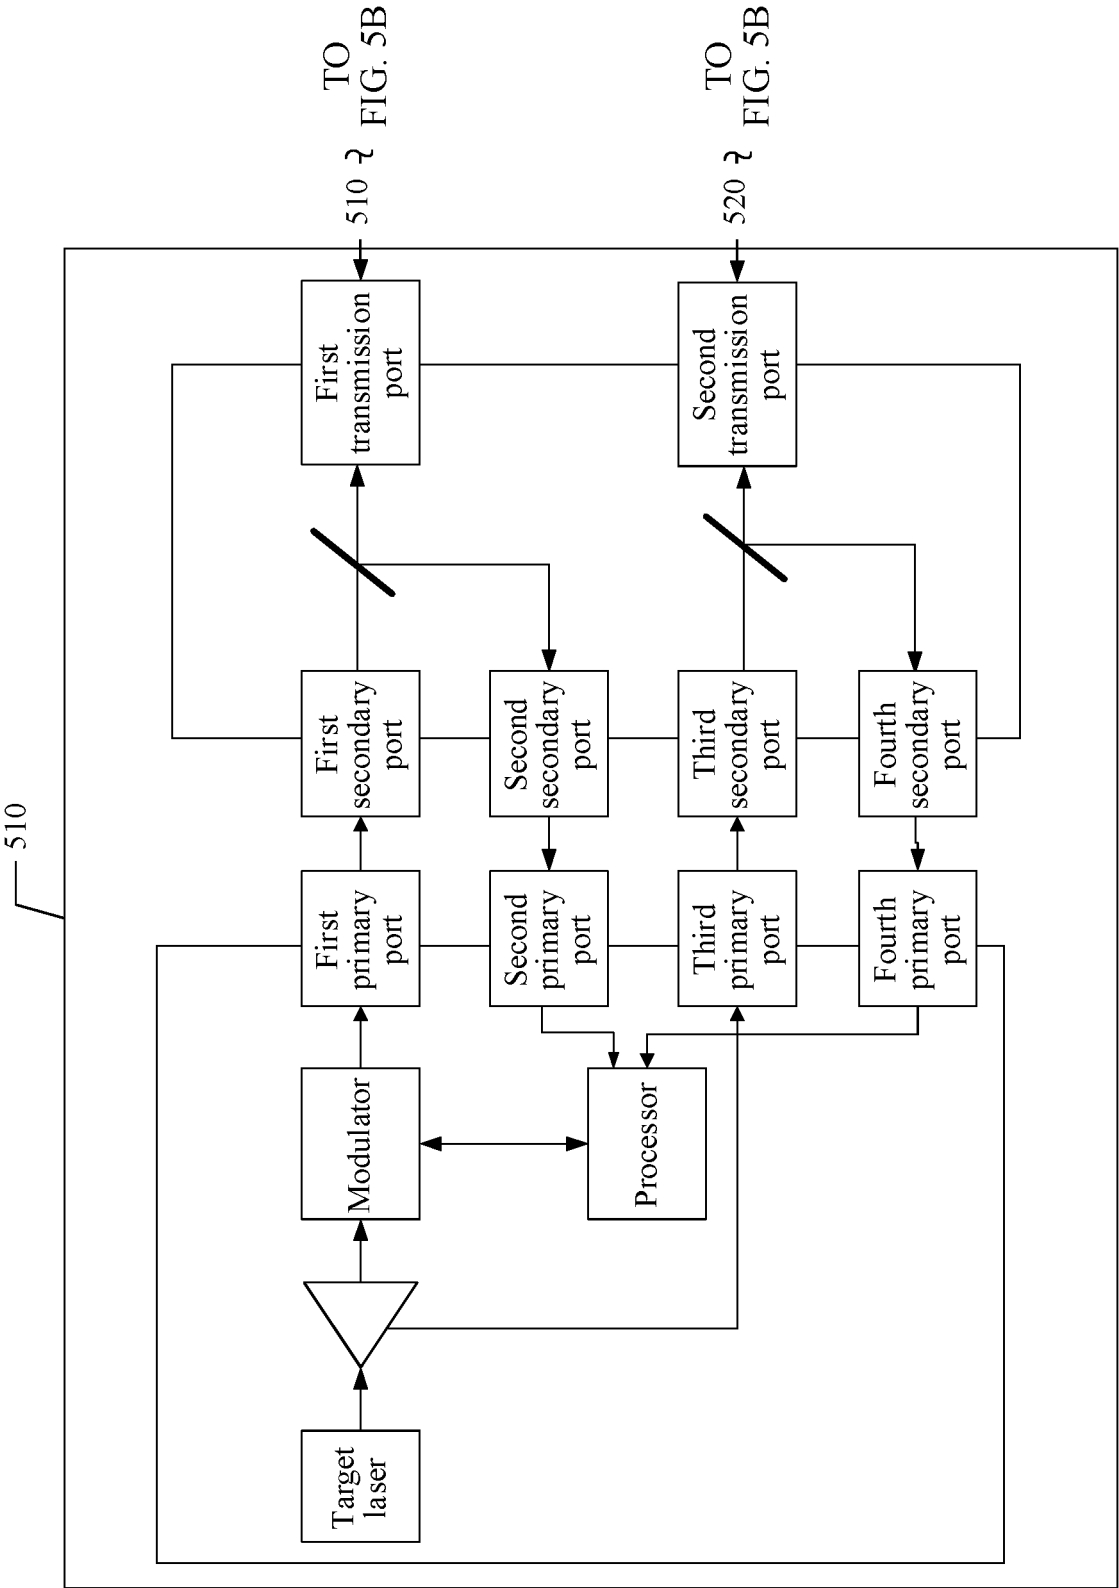 510
Target
laser
Modulator
Processor
First
primary
port
Second
primary
port
Third
primary
port
Fourth
primary
port
First
secondary
port
Second
secondary
port
Third
secondary
port
Fourth
secondary
port
First
transmission
port
Second
transmission
port
510
TO
FIG. 5B
520
TO
FIG. 5B